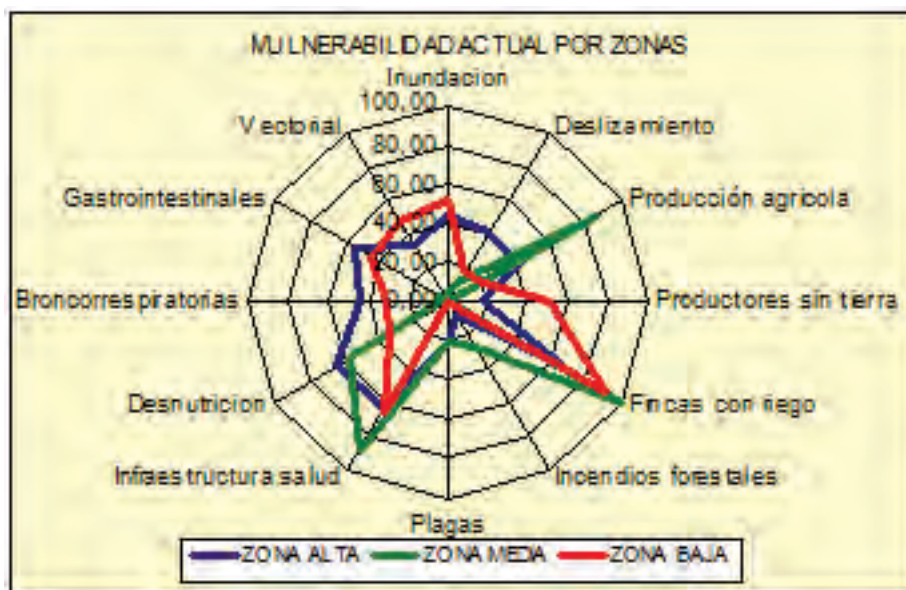 VULNERABILIDAD ACTUAL POR ZONAS
Inundacion
Deslizamiento
Producción agricola
Productores sin tierra
Fincas con riego
Incendios forestales
Plagas
Infraestructura salud
Desnutricion
Broncorrespiratorias
Gastrointestinales
Vectorial
100,00
80,00
60,00
40,00
20,00
0,00
ZONA ALTA ZONA MEDIA ZONA BAJA